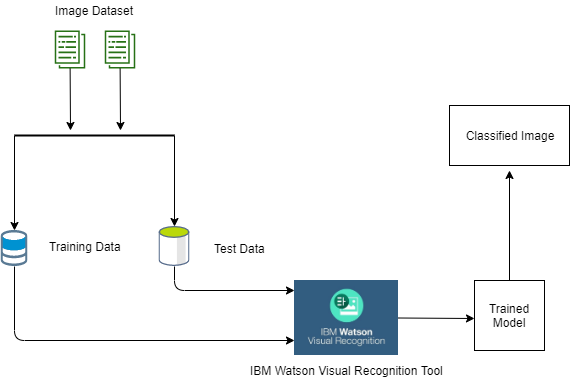 Image Dataset
Classified Image
Training Data
Test Data
IBM Watson
Visual Recognition
Trained
Model
IBM Watson Visual Recognition Tool